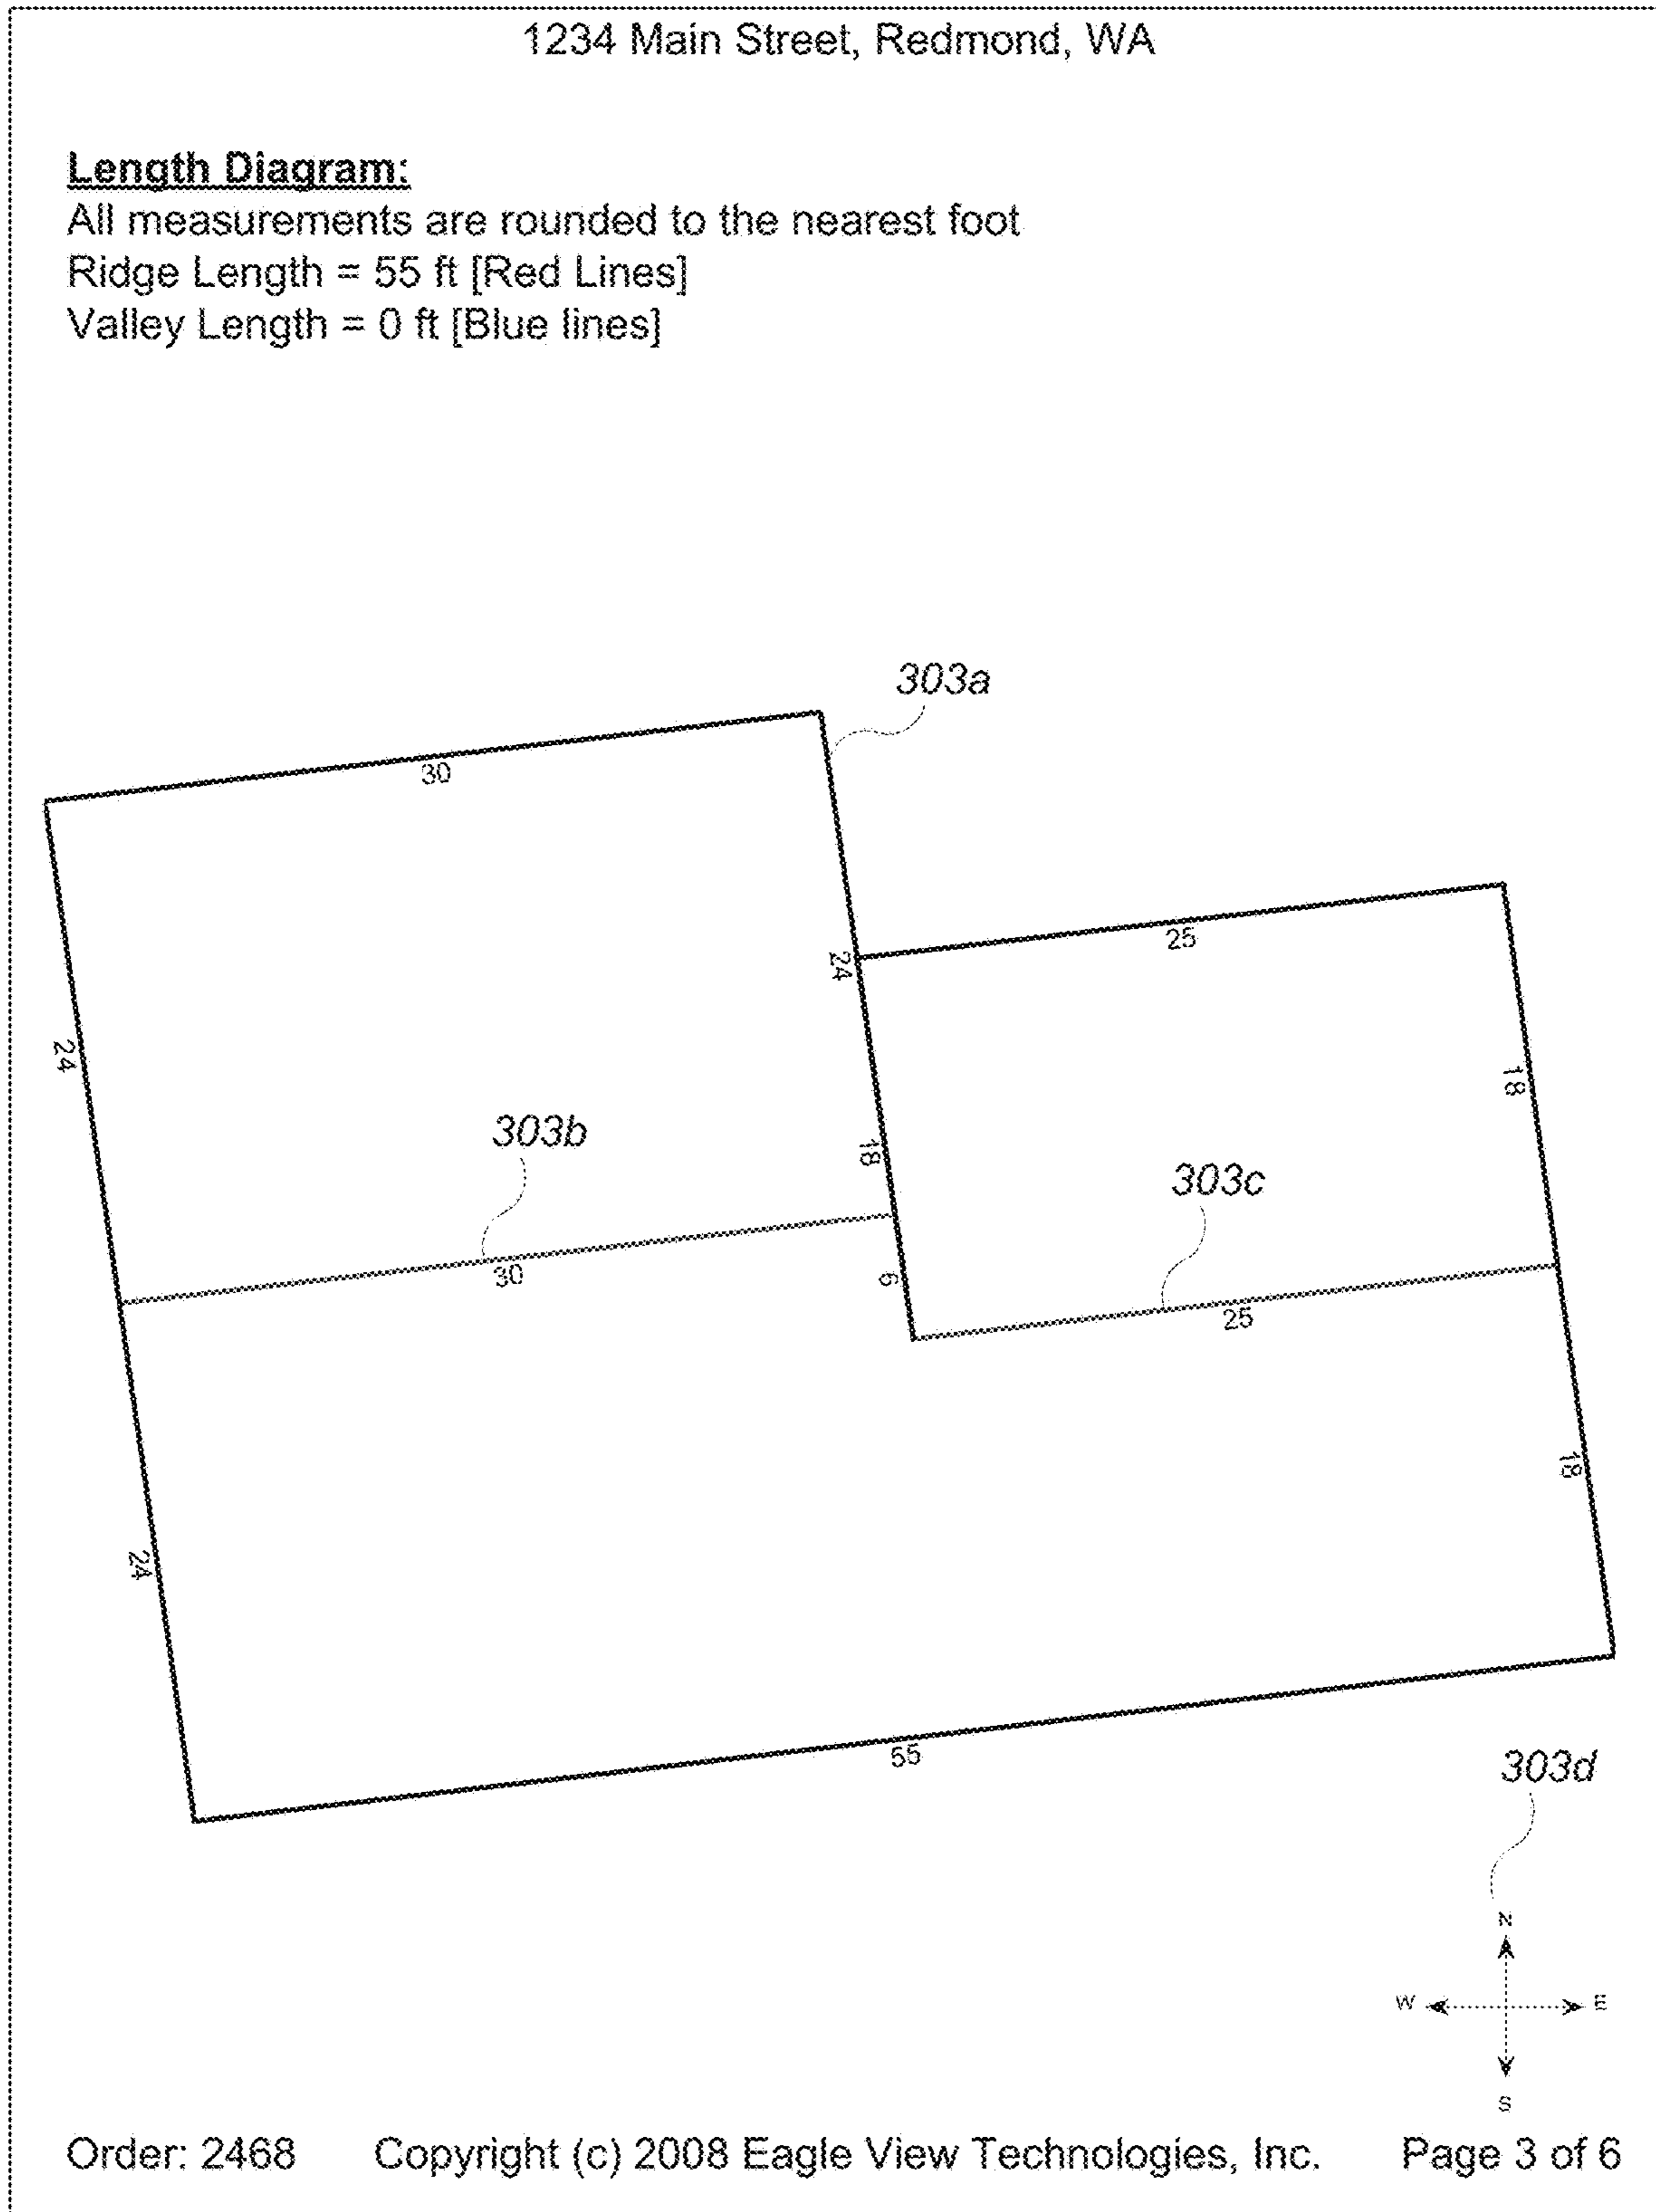 1234 Main Street, Redmond, WA
Length Diagram:
All measurements are rounded to the nearest foot
Ridge Length = 55 ft [Red Lines]
Valley Length = 0 ft [Blue lines]
303a
30
25
24
24
18
303b
18
303c
30
6
25
18
24
55
303d
N
W E
S
Order: 2468 Copyright (c) 2008 Eagle View Technologies, Inc. Page 3 of 6